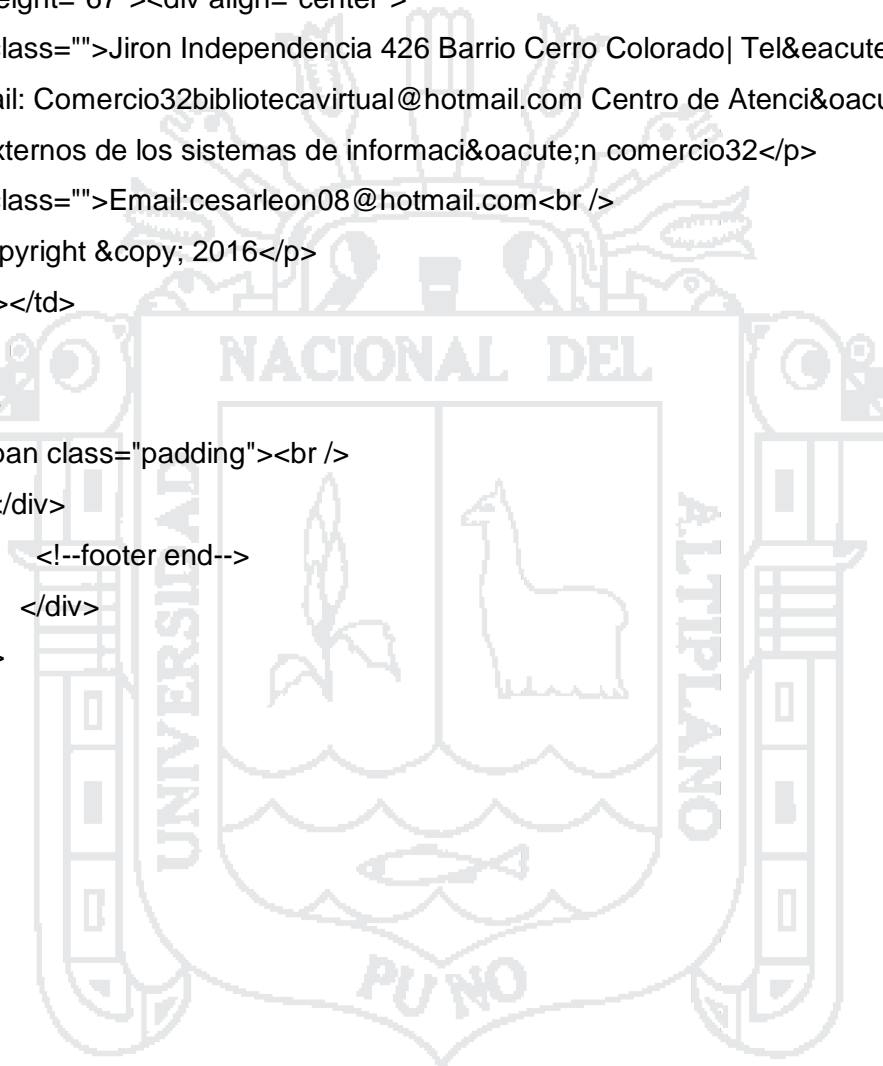 height="67"><div align="center">
class="">Jiron Independencia 426 Barrio Cerro Colorado| Tel&eacute
ail: Comercio32bibliotecavirtual@hotmail.com Centro de Atenci&oacu
xternos de los sistemas de informaci&oacute;n comercio32</p>
class="">Email:cesarleon08@hotmail.com<br />
pyright &copy; 2016</p>
></td>
NACIONAL DEL
pan class="padding"><br />
</div>
<!--footer end-->
</div>
>
UNIVERSIDAD
ALTIPLANO
PUNO